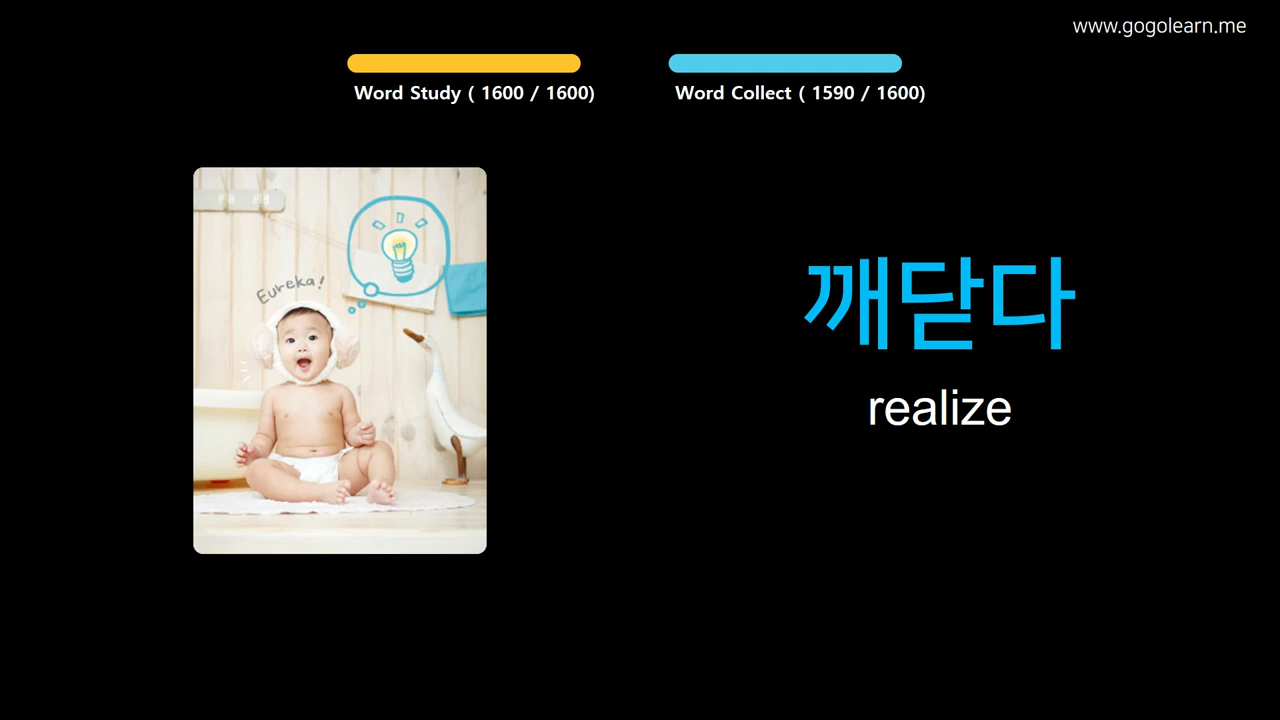 www.gogolearn.me
Word Study ( 1600 / 1600)
Word Collect ( 1590 / 1600)
Eureka!
깨닫다
realize